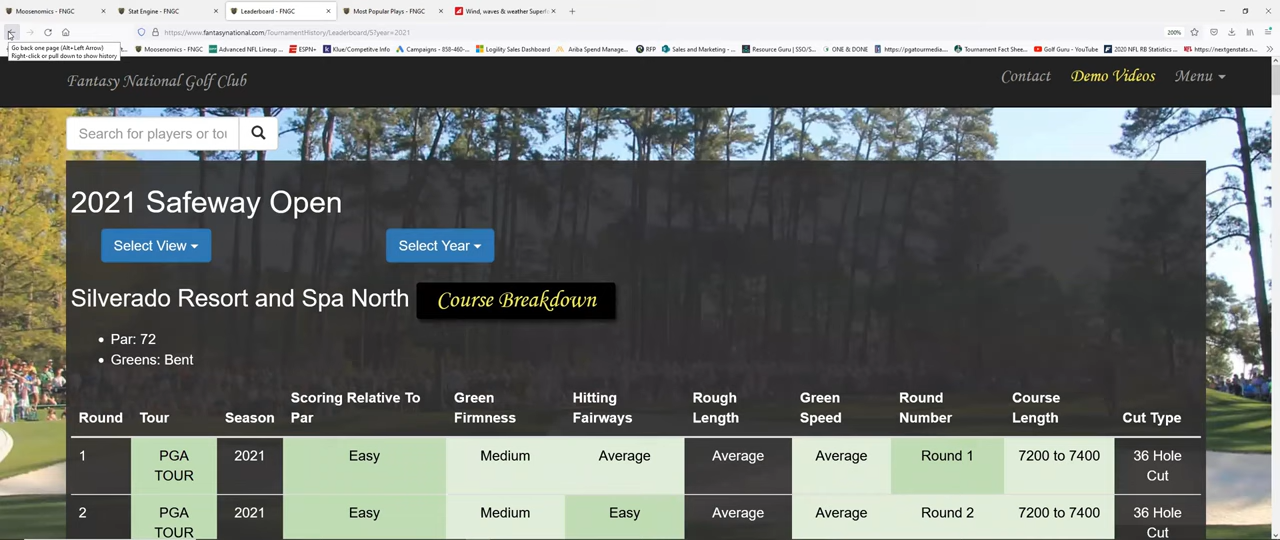 Moosenomics - FNGC
Stat Engine - FNGC
Leaderboard - FNGC
Most Popular Plays - FNGC
Wind, waves & weather Superf
https://www.fantasynational.com/TournamentHistory/Leaderboard/5?year=2021
200%
Go back one page (Alt+Left Arrow)
Right-click or pull down to show history
Moosenomics - FNGC
Advanced NFL Lineup ...
ESPN+
Klue/Competitive Info
Campaigns - 858-460-...
Logility Sales Dashboard
Ariba Spend Manage...
RFP
Sales and Marketing -...
Resource Guru | SSO/S...
ONE & DONE
https://pgatourmedia....
Tournament Fact Shee...
Golf Guru - YouTube
2020 NFL RB Statistics ...
https://nextgenstats.n...
Fantasy National Golf Club
Contact
Demo Videos
Menu
Search for players or tou
2021 Safeway Open
Select View
Select Year
Silverado Resort and Spa North
Course Breakdown
• Par: 72
• Greens: Bent
Round Tour Season Scoring Relative To Par Green Firmness Hitting Fairways Rough Length Green Speed Round Number Course Length Cut Type
1 PGA TOUR 2021 Easy Medium Average Average Average Round 1 7200 to 7400 36 Hole Cut
2 PGA TOUR 2021 Easy Medium Easy Average Average Round 2 7200 to 7400 36 Hole Cut